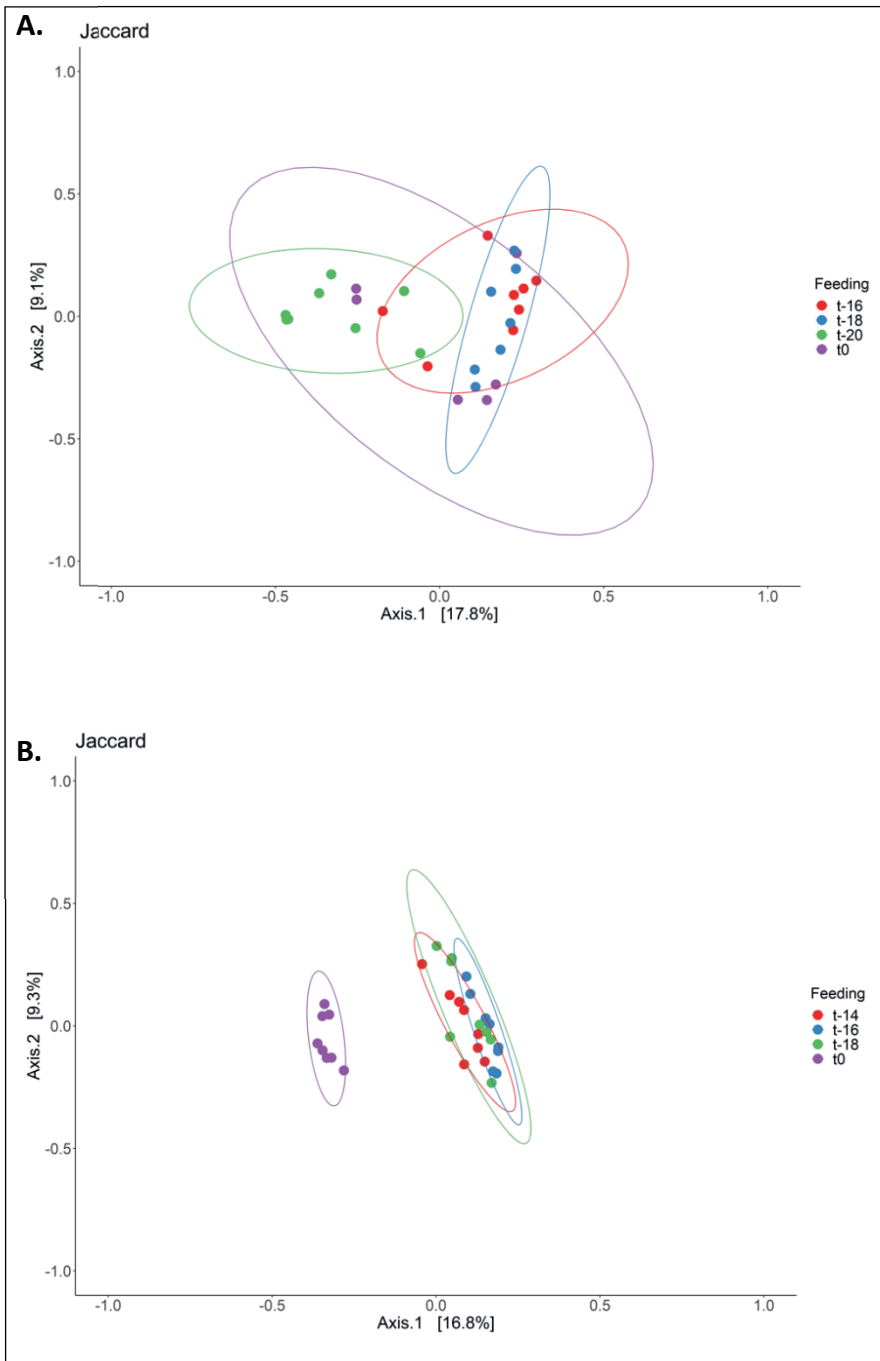 A.
Jaccard
1.0
0.5
0.0
-0.5
-1.0
Axis.2 [9.1%]
-1.0 -0.5 0.0 0.5 1.0
Axis.1 [17.8%]
Feeding
t-16
t-18
t-20
t0
B.
Jaccard
1.0
0.5
0.0
-0.5
-1.0
Axis.2 [9.3%]
-1.0 -0.5 0.0 0.5 1.0
Axis.1 [16.8%]
Feeding
t-14
t-16
t-18
t0